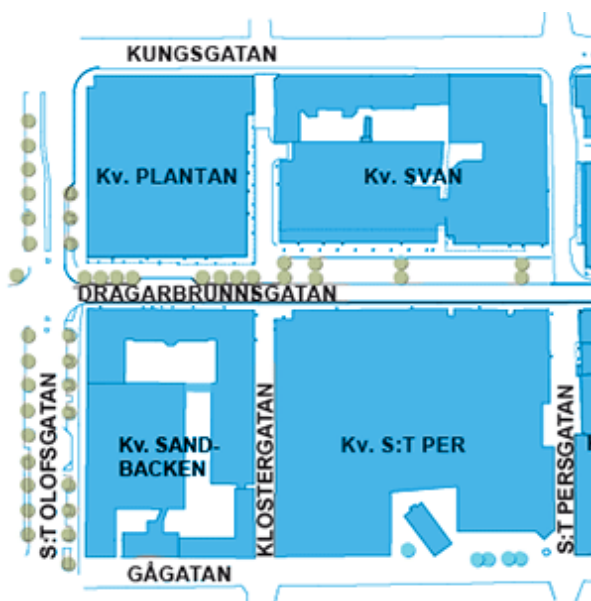 KUNGSGATAN
Kv. PLANTAN
Kv. SVAN
DRAGARBRUNNSGATAN
S:T OLOFSGATAN
Kv. SAND-
BACKEN
KLOSTERGATAN
Kv. S:T PER
S:T PERSGATAN
GÅGATAN